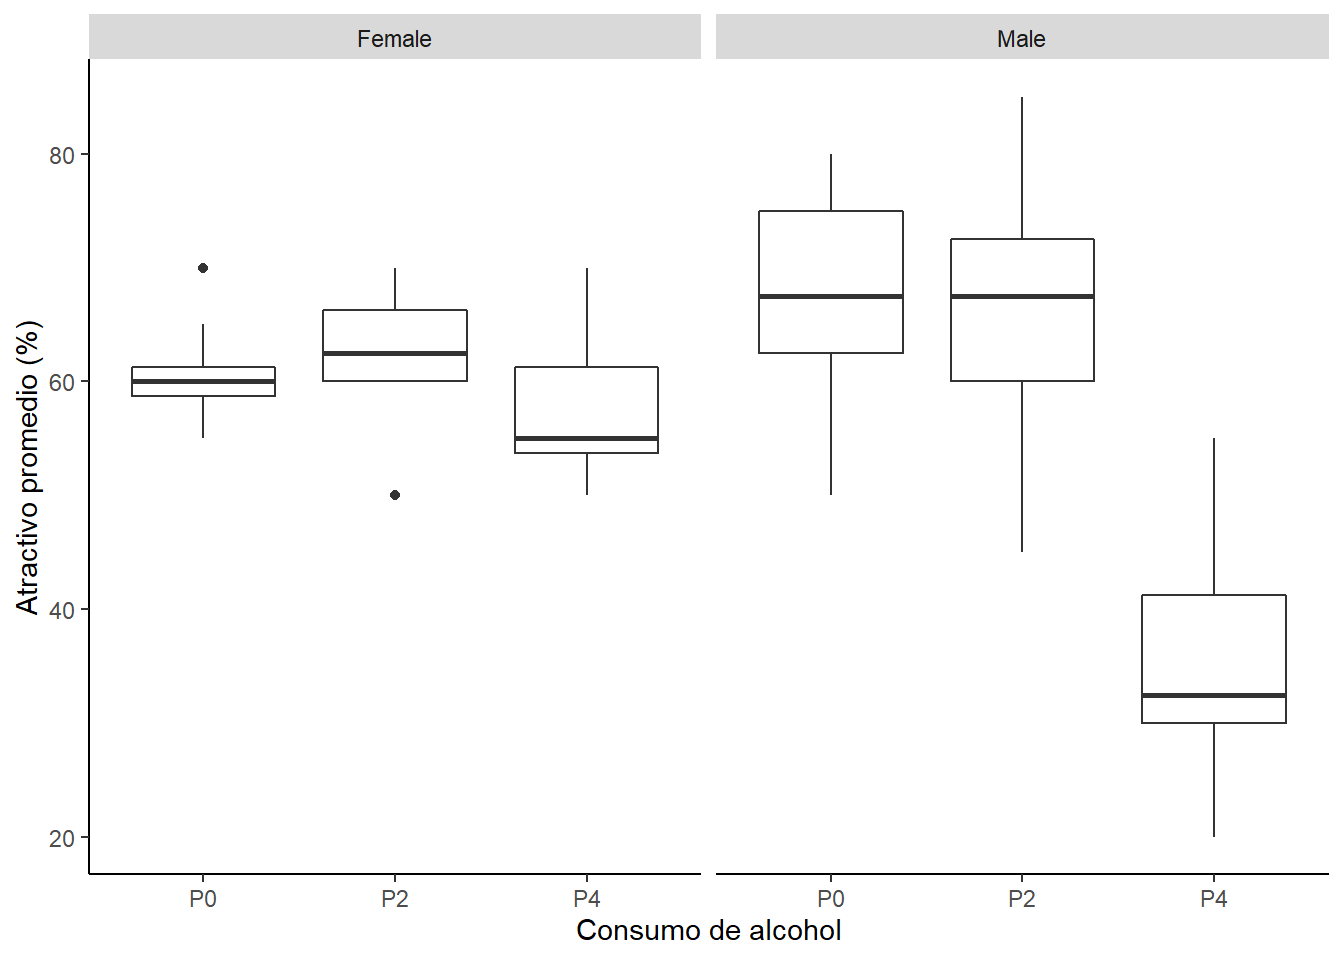 Female
Male
Atractivo promedio (%)
80
60
40
20
P0
P2
P4
P0
P2
P4
Consumo de alcohol